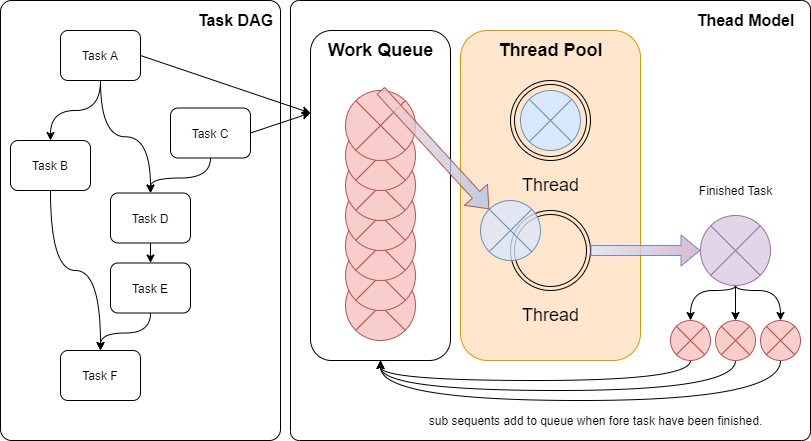 Task DAG
Task A
Task C
Task B
Task D
Task E
Task F
Thead Model
Work Queue
Thread Pool
Thread
Thread
Finished Task
sub sequents add to queue when fore task have been finished.